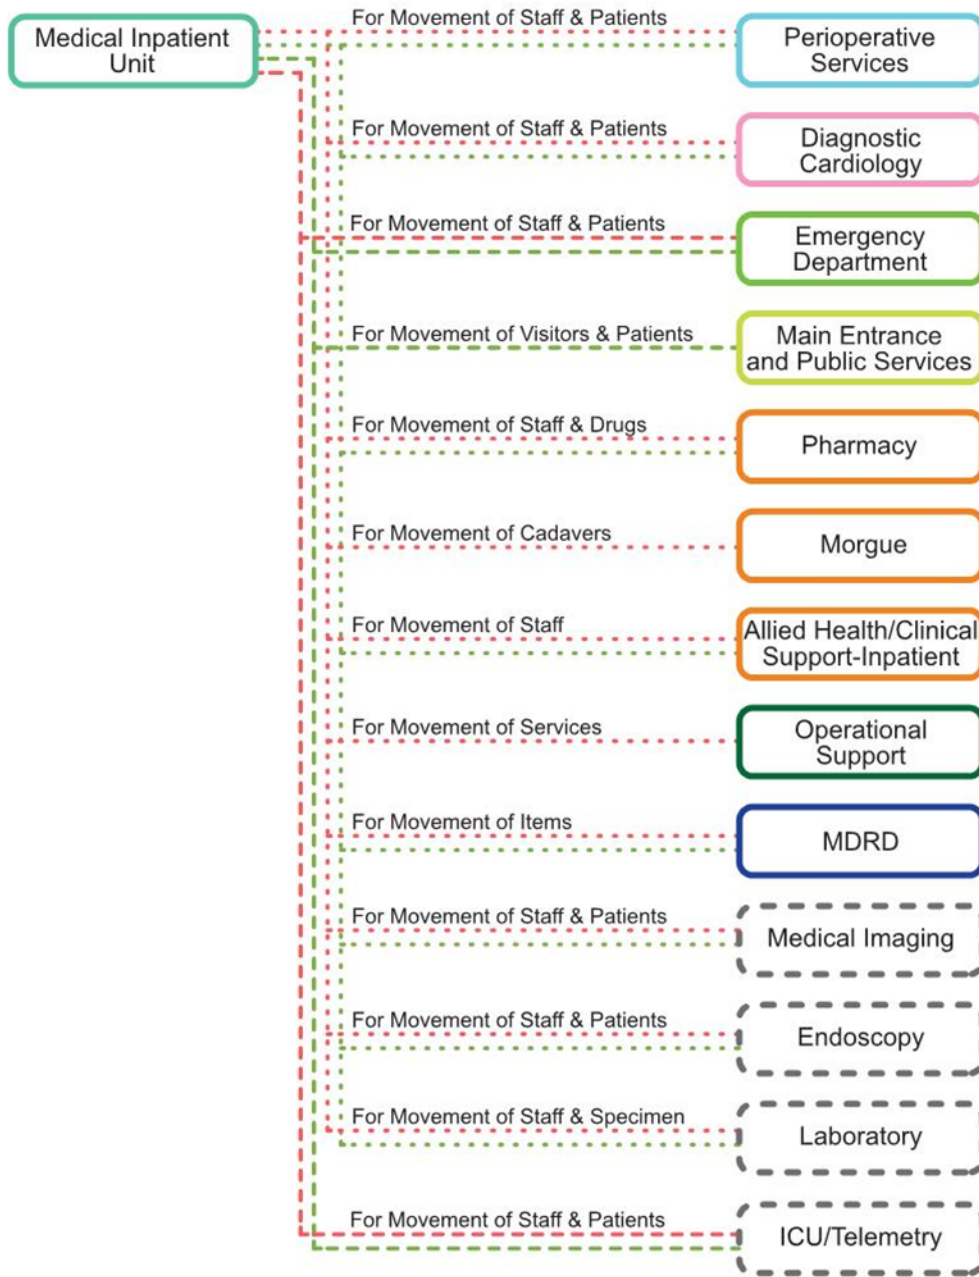 Medical Inpatient
Unit
For Movement of Staff & Patients
Perioperative
Services
For Movement of Staff & Patients
Diagnostic
Cardiology
For Movement of Staff & Patients
Emergency
Department
For Movement of Visitors & Patients
Main Entrance
and Public Services
For Movement of Staff & Drugs
Pharmacy
For Movement of Cadavers
Morgue
For Movement of Staff
Allied Health/Clinical
Support-Inpatient
For Movement of Services
Operational
Support
For Movement of Items
MDRD
For Movement of Staff & Patients
Medical Imaging
For Movement of Staff & Patients
Endoscopy
For Movement of Staff & Specimen
Laboratory
For Movement of Staff & Patients
ICU/Telemetry